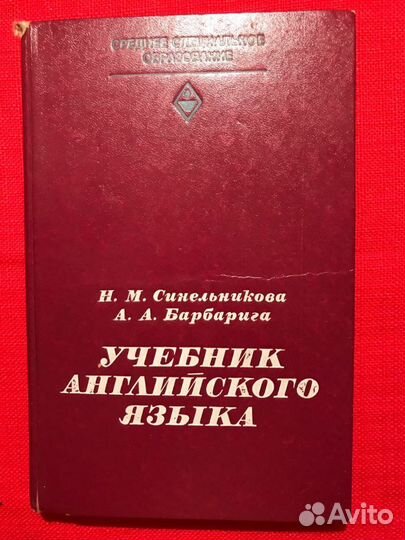 СРЕДНЕЕ СПЕЦИАЛЬНОЕ
ОБРАЗОВАНИЕ
Н. М. Синельникова
А. А. Барбарига
УЧЕБНИК
АНГЛИЙСКОГО
ЯЗЫКА
Avito